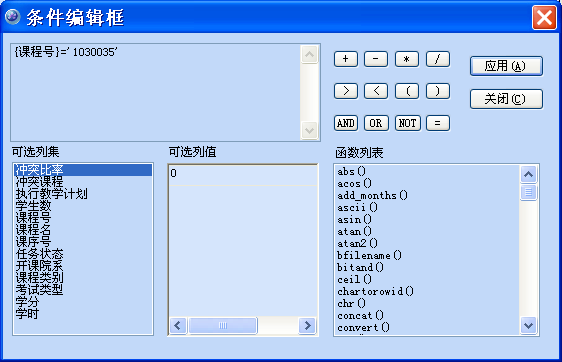 条件编辑框
{课程号}='1030035'
+ - * /
> < ( )
AND OR NOT =
应用(A)
关闭(C)
可选列集
冲突比率
冲突课程
执行教学计划
学生数
课程号
课程名
课序号
任务状态
开课院系
课程类别
考试类型
学分
学时
可选列值
0
函数列表
abs()
acos()
add_months()
ascii()
asin()
atan()
atan2()
bfilename()
bitand()
ceil()
chartorowid()
chr()
concat()
convert()